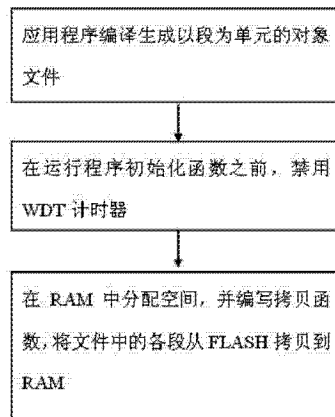 应用程序编译生成以段为单元的对象
文件
在运行程序初始化函数之前，禁用
WDT 计时器
在 RAM 中分配空间，并编写拷贝函
数，将文件中的各段从 FLASH 拷贝到
RAM